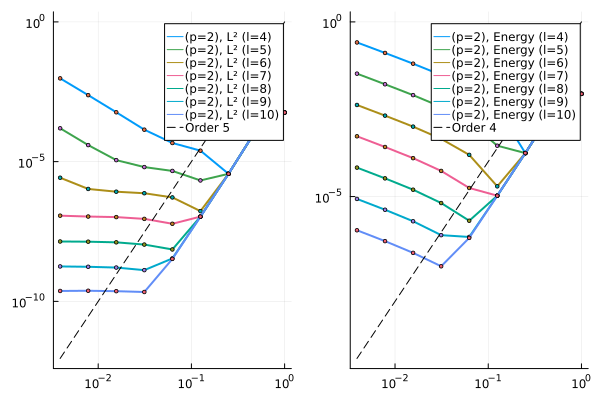 10⁰
10⁻⁵
10⁻¹⁰
10⁻²
10⁻¹
10⁰
(p=2), L² (l=4)
(p=2), L² (l=5)
(p=2), L² (l=6)
(p=2), L² (l=7)
(p=2), L² (l=8)
(p=2), L² (l=9)
(p=2), L² (l=10)
Order 5
10⁰
10⁻⁵
10⁻²
10⁻¹
10⁰
(p=2), Energy (l=4)
(p=2), Energy (l=5)
(p=2), Energy (l=6)
(p=2), Energy (l=7)
(p=2), Energy (l=8)
(p=2), Energy (l=9)
(p=2), Energy (l=10)
Order 4